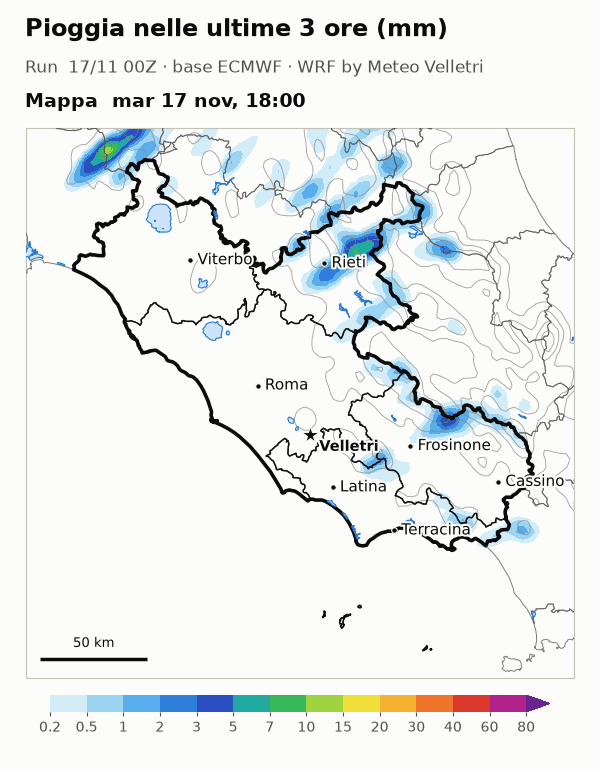 Pioggia nelle ultime 3 ore (mm)
Run  17/11 00Z · base ECMWF · WRF by Meteo Velletri
Mappa  mar 17 nov, 18:00
Viterbo
Rieti
Roma
Velletri
Frosinone
Latina
Cassino
Terracina
50 km
0.2 0.5 1 2 3 5 7 10 15 20 30 40 60 80